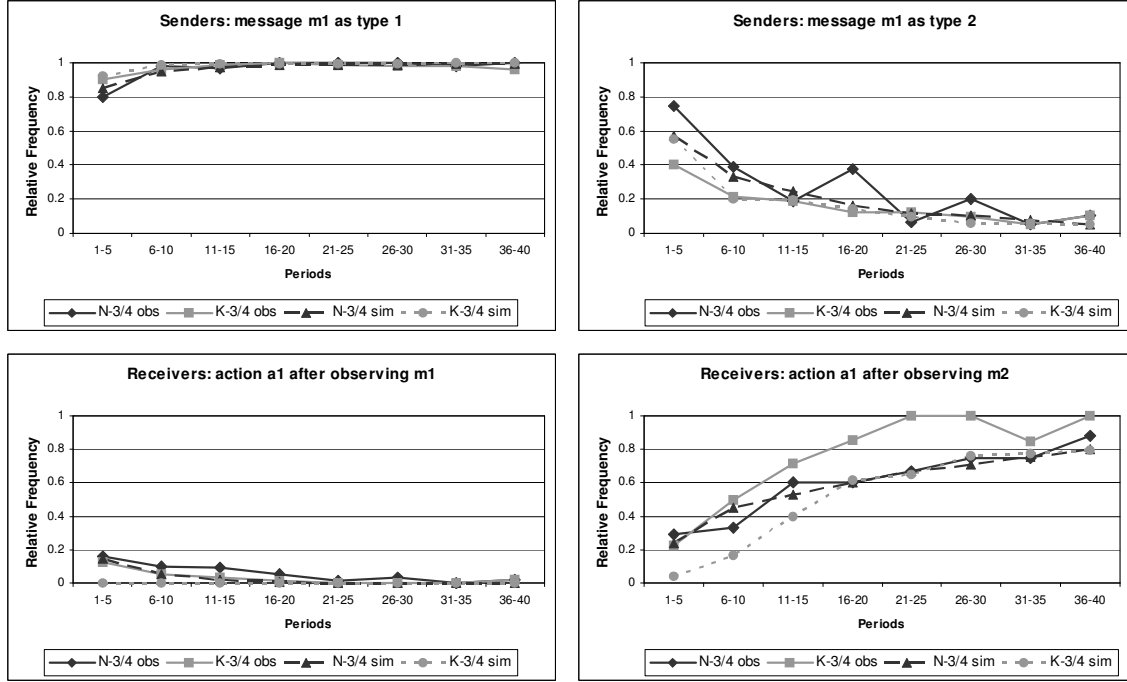 Senders: message m1 as type 1
Relative Frequency
1
0.8
0.6
0.4
0.2
0
1-5 6-10 11-15 16-20 21-25 26-30 31-35 36-40
Periods
N-3/4 obs K-3/4 obs N-3/4 sim K-3/4 sim
Senders: message m1 as type 2
Relative Frequency
1
0.8
0.6
0.4
0.2
0
1-5 6-10 11-15 16-20 21-25 26-30 31-35 36-40
Periods
N-3/4 obs K-3/4 obs N-3/4 sim K-3/4 sim
Receivers: action a1 after observing m1
Relative Frequency
1
0.8
0.6
0.4
0.2
0
1-5 6-10 11-15 16-20 21-25 26-30 31-35 36-40
Periods
N-3/4 obs K-3/4 obs N-3/4 sim K-3/4 sim
Receivers: action a1 after observing m2
Relative Frequency
1
0.8
0.6
0.4
0.2
0
1-5 6-10 11-15 16-20 21-25 26-30 31-35 36-40
Periods
N-3/4 obs K-3/4 obs N-3/4 sim K-3/4 sim